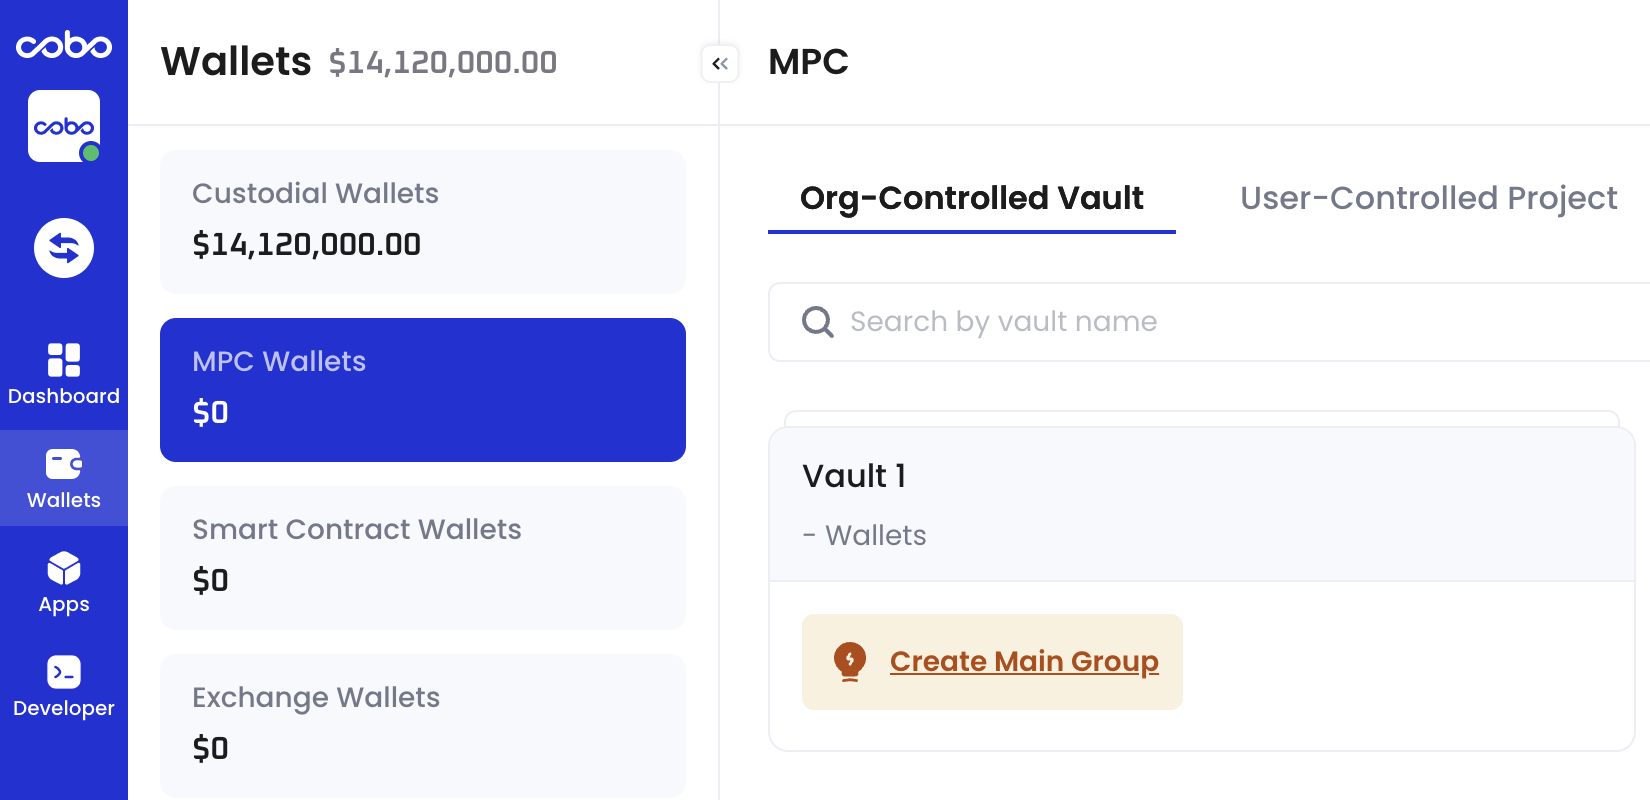 cobo
cobo
Dashboard
Wallets
Apps
Developer
Wallets $14,120,000.00
Custodial Wallets
$14,120,000.00
MPC Wallets
$0
Smart Contract Wallets
$0
Exchange Wallets
$0
MPC
Org-Controlled Vault User-Controlled Project
Search by vault name
Vault 1
- Wallets
Create Main Group